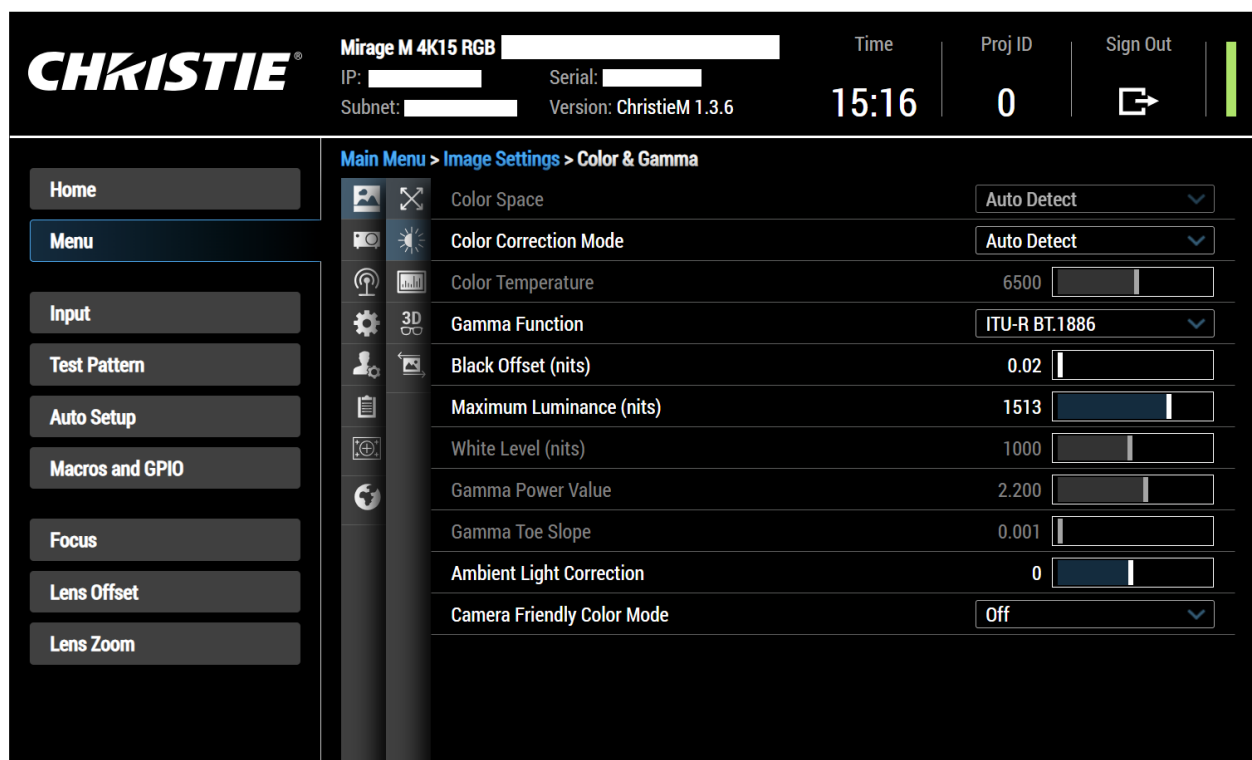 CHRISTIE®
Mirage M 4K15 RGB
IP:
Serial:
Subnet:
Version: ChristieM 1.3.6
Time
15:16
Proj ID
0
Sign Out
Home
Menu
Input
Test Pattern
Auto Setup
Macros and GPIO
Focus
Lens Offset
Lens Zoom
Main Menu > Image Settings > Color & Gamma
3D
Color Space Auto Detect
Color Correction Mode Auto Detect
Color Temperature 6500
Gamma Function ITU-R BT.1886
Black Offset (nits) 0.02
Maximum Luminance (nits) 1513
White Level (nits) 1000
Gamma Power Value 2.200
Gamma Toe Slope 0.001
Ambient Light Correction 0
Camera Friendly Color Mode Off